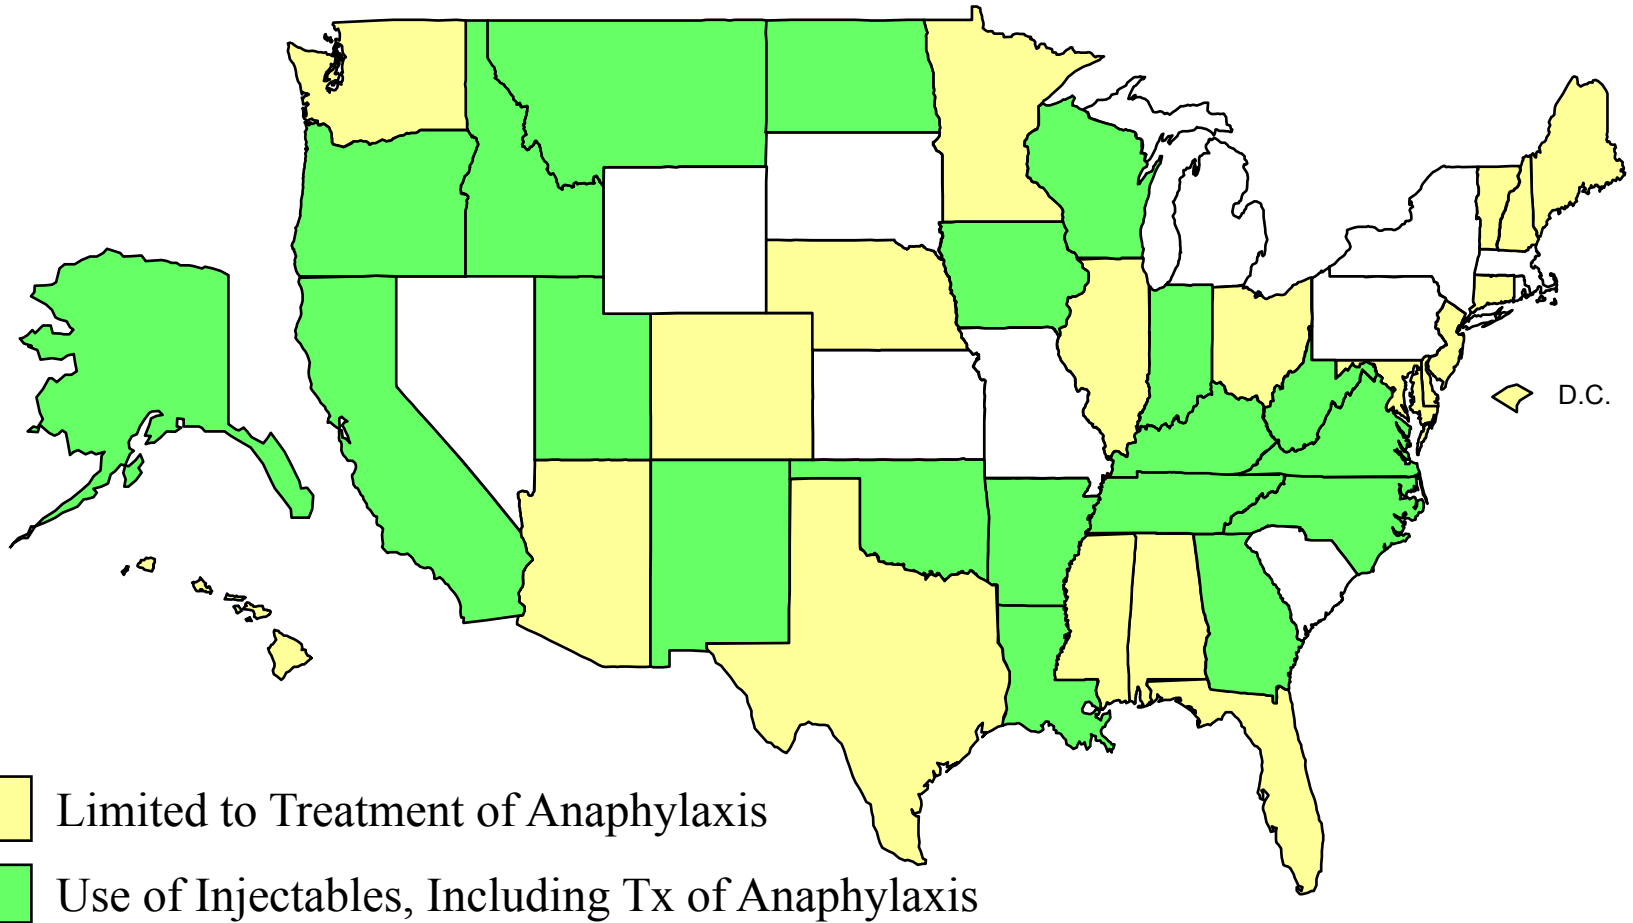 D.C.
Limited to Treatment of Anaphylaxis
Use of Injectables, Including Tx of Anaphylaxis